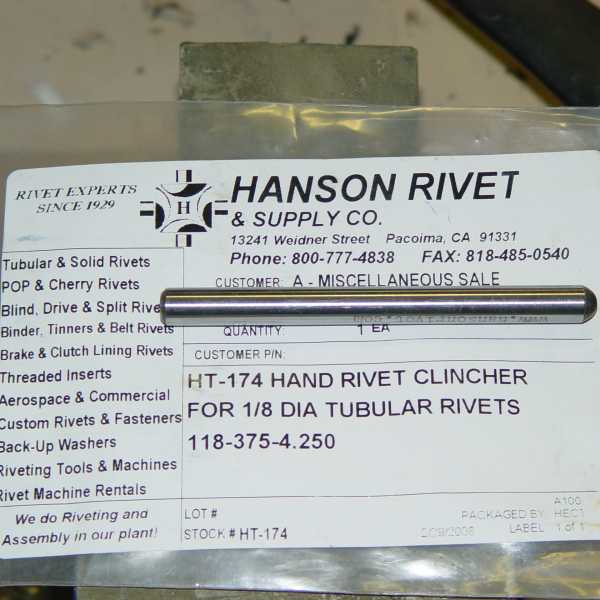 RIVET EXPERTS
SINCE 1929
H
HANSON RIVET
& SUPPLY CO.
13241 Weidner Street Pacoima, CA 91331
Phone: 800-777-4838 FAX: 818-485-0540
Tubular & Solid Rivets
POP & Cherry Rivets
Blind, Drive & Split
Binder, Tinners & Belt Rivets
Brake & Clutch Lining Rivets
Threaded Inserts
Aerospace & Commercial
Custom Rivets & Fasteners
Back-Up Washers
Riveting Tools & Machines
Rivet Machine Rentals
We do Riveting and
Assembly in our plant!
CUSTOMER: A - MISCELLANEOUS SALE
QUANTITY: 1 EA
CUSTOMER P/N:
HT-174 HAND RIVET CLINCHER
FOR 1/8 DIA TUBULAR RIVETS
118-375-4.250
LOT #
STOCK # HT-174
A100
PACKAGED BY: HEC1
LABEL 1 of 1